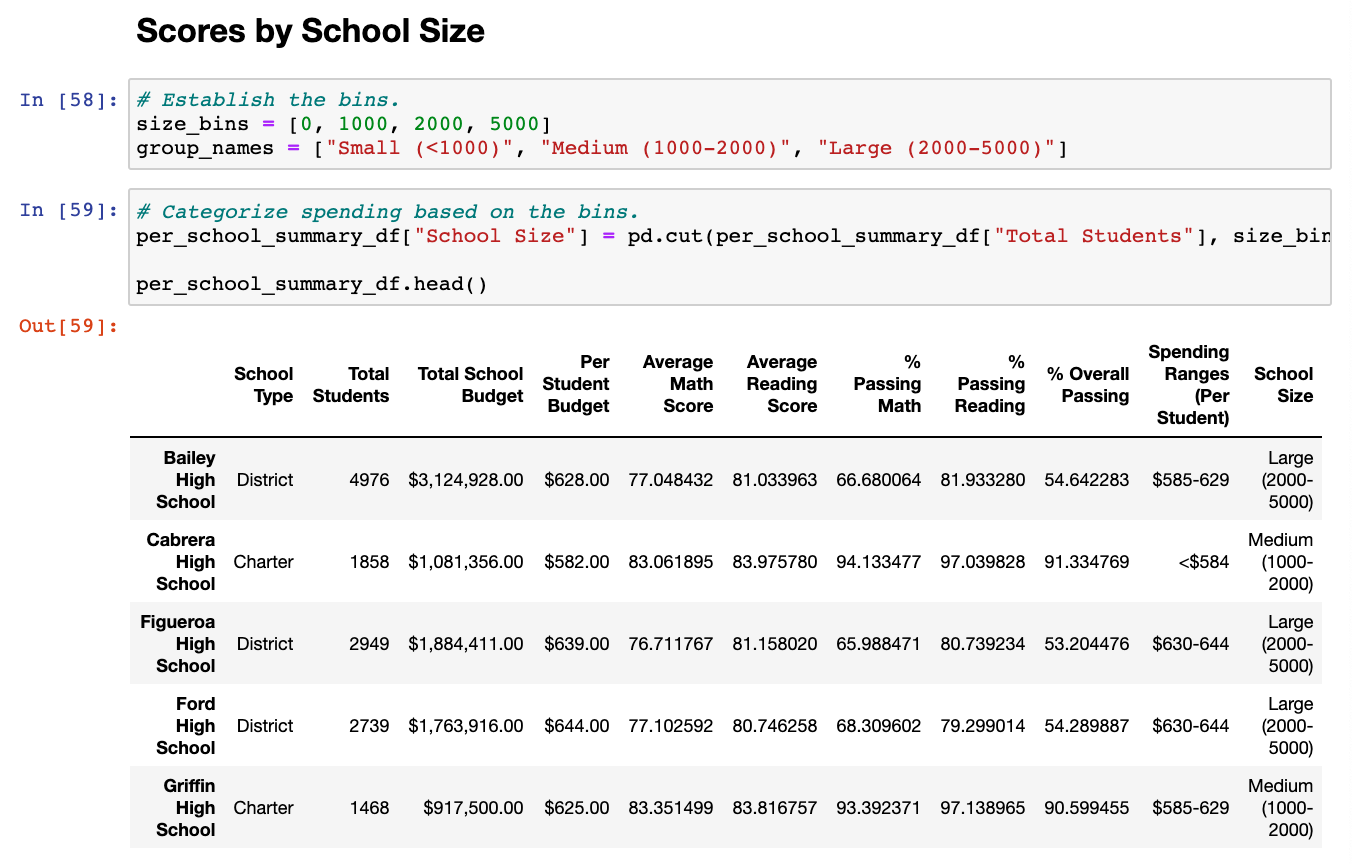 Scores by School Size
In [58]:
# Establish the bins.
size_bins = [0, 1000, 2000, 5000]
group_names = ["Small (<1000)", "Medium (1000-2000)", "Large (2000-5000)"]
In [59]:
# Categorize spending based on the bins.
per_school_summary_df["School Size"] = pd.cut(per_school_summary_df["Total Students"], size_bin
per_school_summary_df.head()
Out[59]:
School Type Total Students Total School Budget Per Student Budget Average Math Score Average Reading Score % Passing Math % Passing Reading % Overall Passing Spending Ranges (Per Student) School Size
Bailey High School District 4976 $3,124,928.00 $628.00 77.048432 81.033963 66.680064 81.933280 54.642283 $585-629 Large (2000-5000)
Cabrera High School Charter 1858 $1,081,356.00 $582.00 83.061895 83.975780 94.133477 97.039828 91.334769 <$584 Medium (1000-2000)
Figueroa High School District 2949 $1,884,411.00 $639.00 76.711767 81.158020 65.988471 80.739234 53.204476 $630-644 Large (2000-5000)
Ford High School District 2739 $1,763,916.00 $644.00 77.102592 80.746258 68.309602 79.299014 54.289887 $630-644 Large (2000-5000)
Griffin High School Charter 1468 $917,500.00 $625.00 83.351499 83.816757 93.392371 97.138965 90.599455 $585-629 Medium (1000-2000)